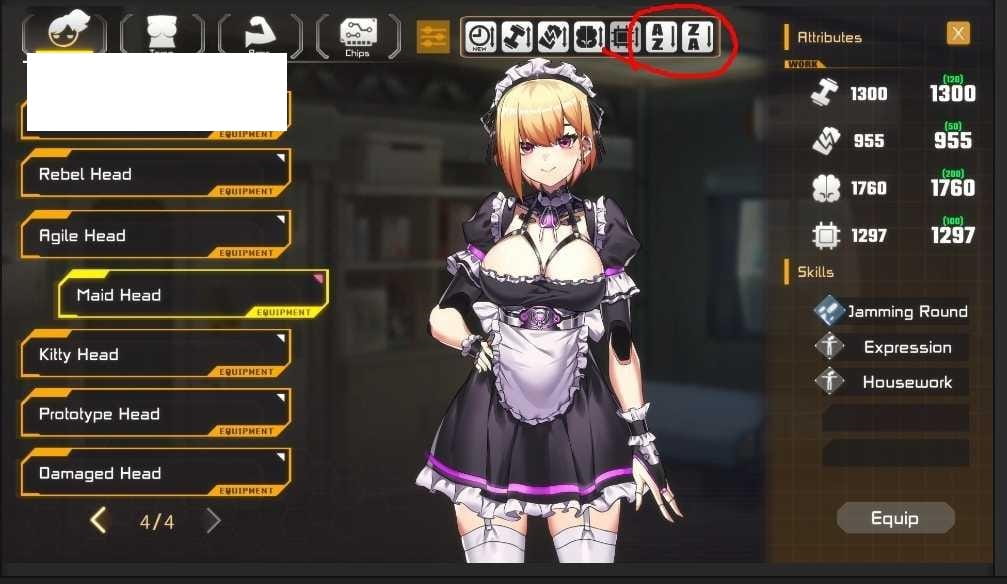 Chips
NEW
A
Z
Z
A
EQUIPMENT
Rebel Head
EQUIPMENT
Agile Head
EQUIPMENT
Maid Head
EQUIPMENT
Kitty Head
EQUIPMENT
Prototype Head
EQUIPMENT
Damaged Head
EQUIPMENT
4/4
Attributes
X
WORK
(120)
1300 1300
(50)
955 955
(200)
1760 1760
(100)
1297 1297
Skills
Jamming Round
Expression
Housework
Equip